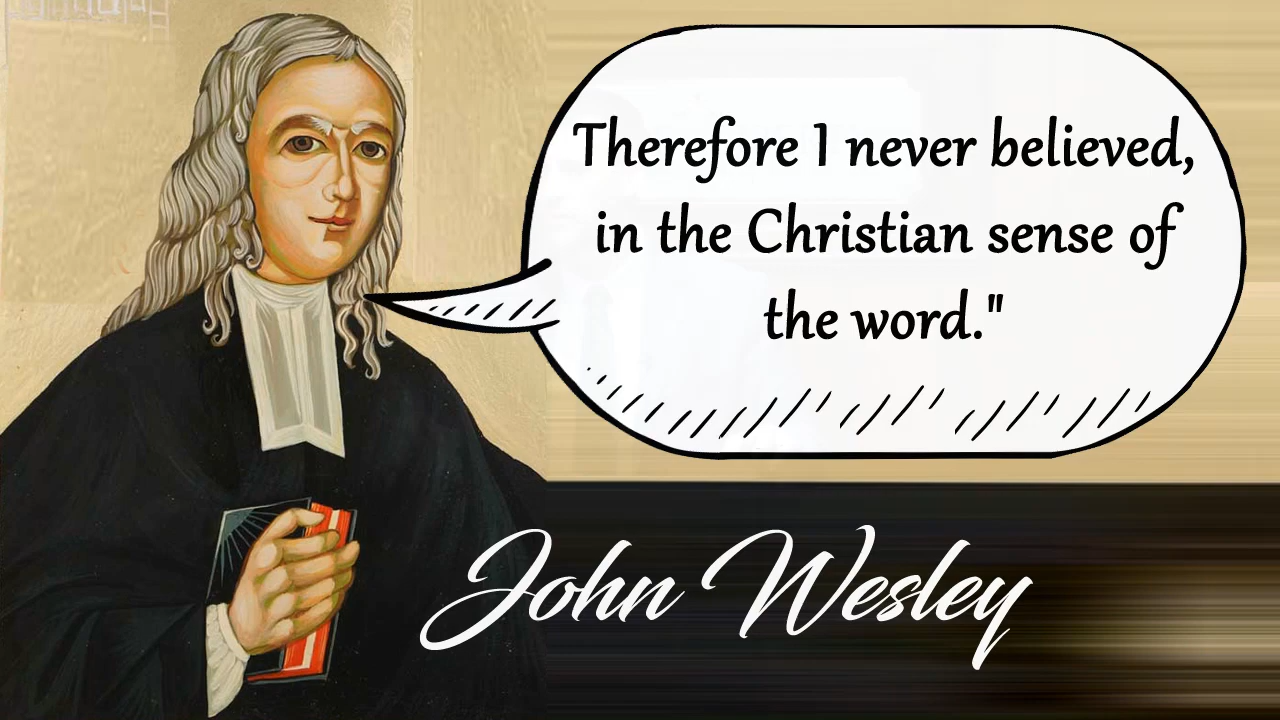 Therefore I never believed,
in the Christian sense of
the word."
John Wesley